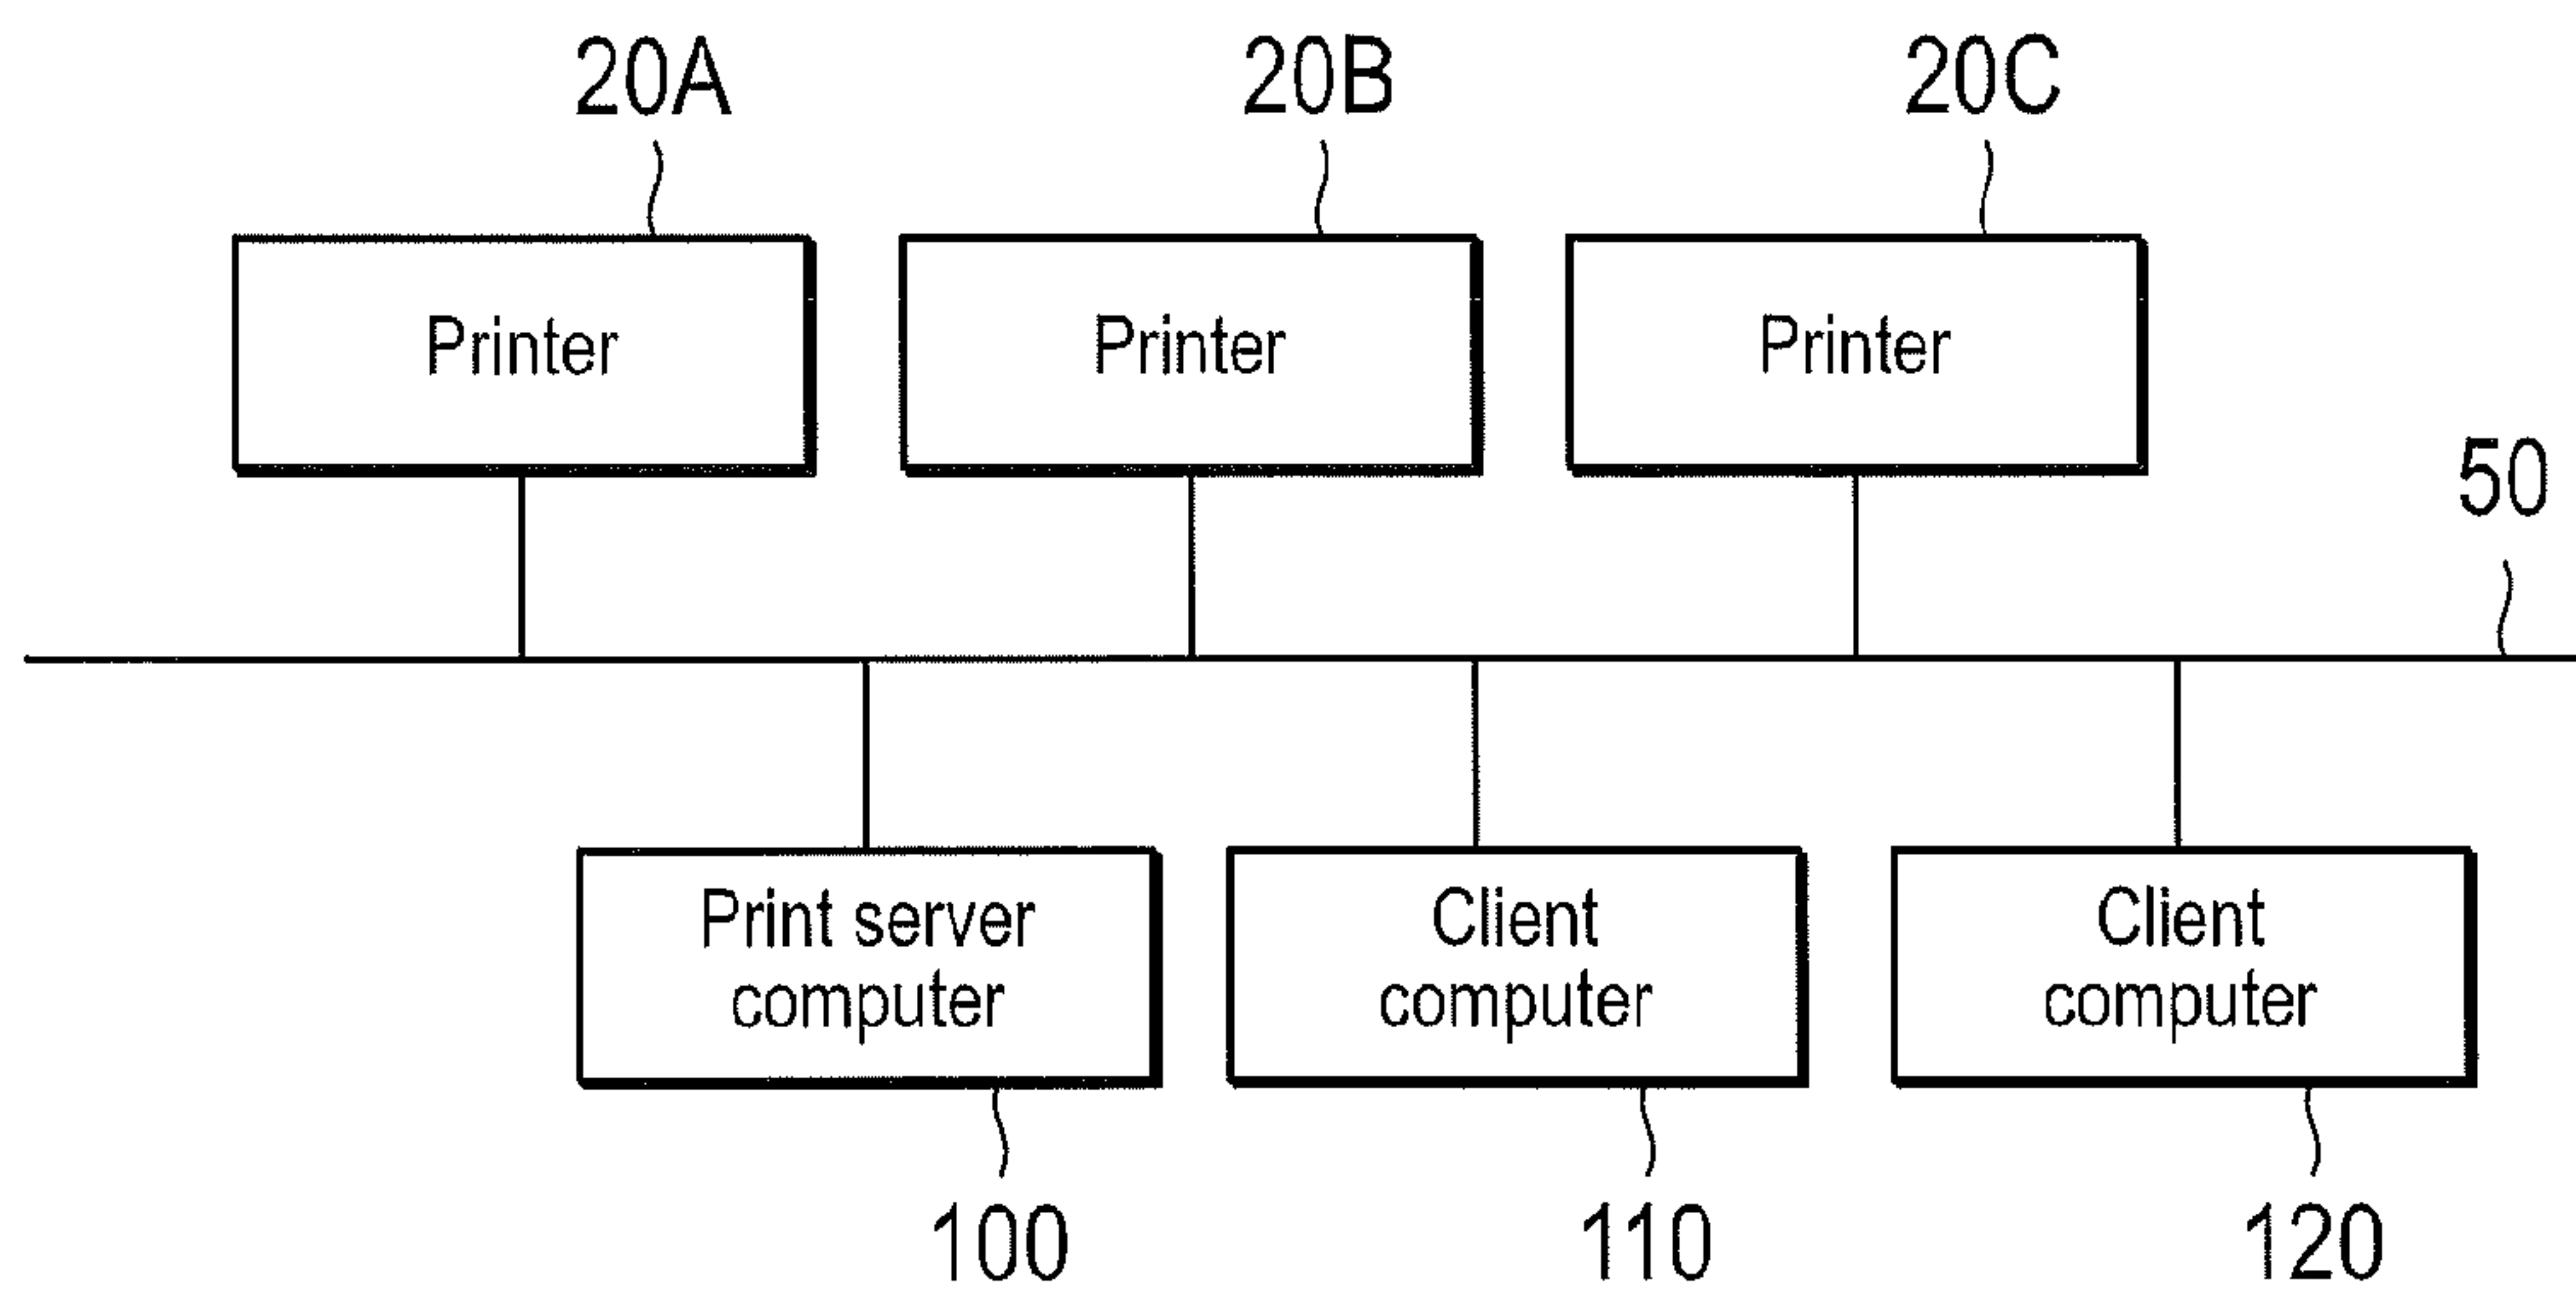 20A
20B
20C
Printer
Printer
Printer
50
Print server
computer
Client
computer
Client
computer
100
110
120